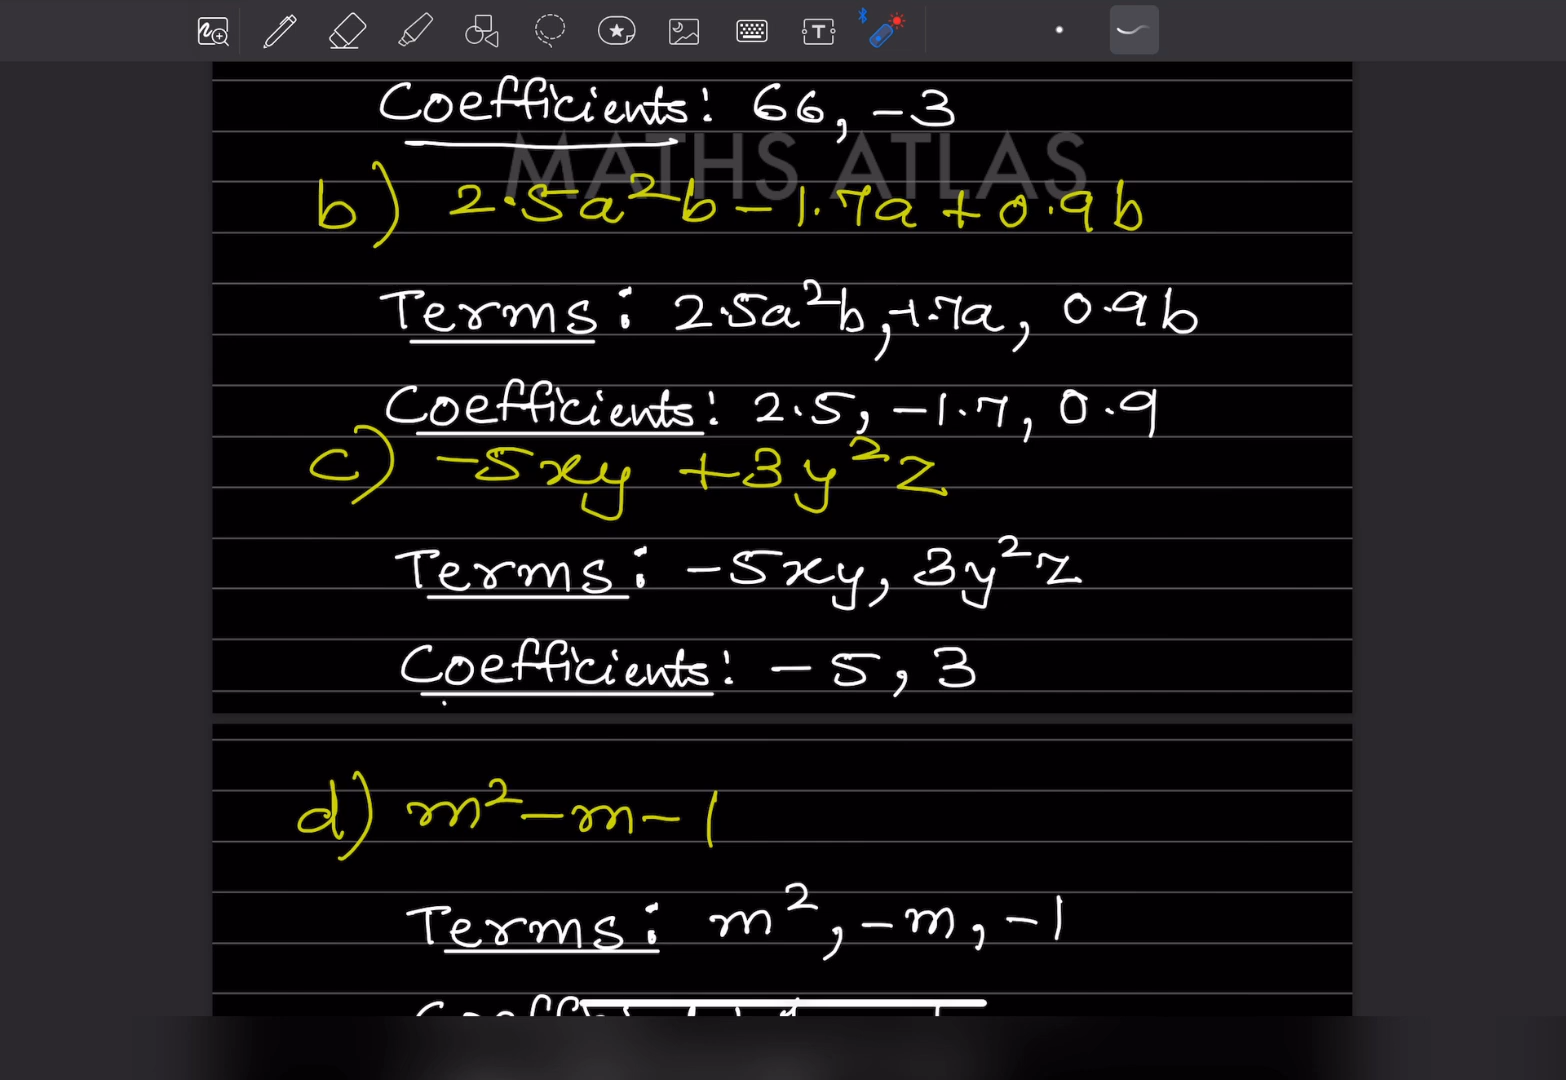 Coefficients: 66, -3
MATHS ATLAS
b) 2.5a²b - 1.7a + 0.9b
Terms: 2.5a²b, -1.7a, 0.9b
Coefficients: 2.5, -1.7, 0.9
c) -5xy + 3y²z
Terms: -5xy, 3y²z
Coefficients: -5, 3
d) m² - m - 1
Terms: m², -m, -1